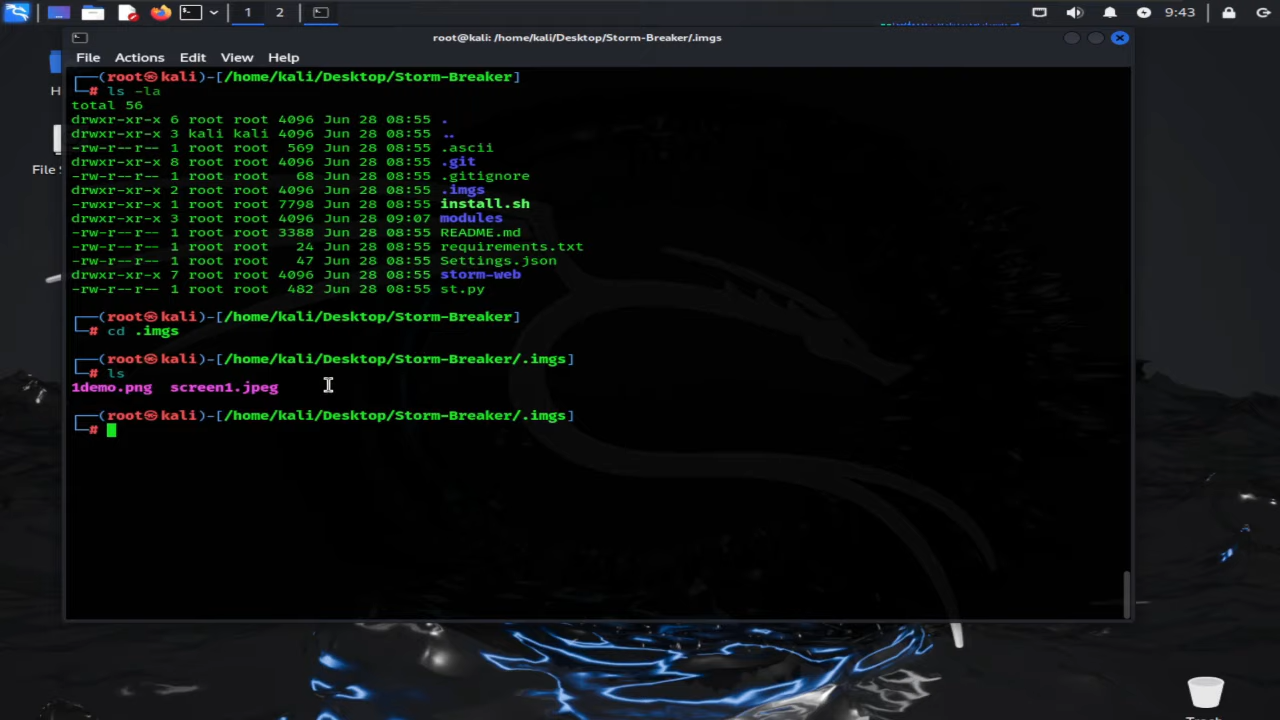 1 2 9:43
root@kali: /home/kali/Desktop/Storm-Breaker/.imgs
File Actions Edit View Help
┌──(root㉿kali)-[/home/kali/Desktop/Storm-Breaker]
└─# ls -la
total 56
drwxr-xr-x 6 root root 4096 Jun 28 08:55 .
drwxr-xr-x 3 kali kali 4096 Jun 28 08:55 ..
-rw-r--r-- 1 root root  569 Jun 28 08:55 .ascii
drwxr-xr-x 8 root root 4096 Jun 28 08:55 .git
-rw-r--r-- 1 root root   68 Jun 28 08:55 .gitignore
drwxr-xr-x 2 root root 4096 Jun 28 08:55 .imgs
-rwxr-xr-x 1 root root 7798 Jun 28 08:55 install.sh
drwxr-xr-x 3 root root 4096 Jun 28 09:07 modules
-rw-r--r-- 1 root root 3388 Jun 28 08:55 README.md
-rw-r--r-- 1 root root   24 Jun 28 08:55 requirements.txt
-rw-r--r-- 1 root root   47 Jun 28 08:55 Settings.json
drwxr-xr-x 7 root root 4096 Jun 28 08:55 storm-web
-rw-r--r-- 1 root root  482 Jun 28 08:55 st.py
┌──(root㉿kali)-[/home/kali/Desktop/Storm-Breaker]
└─# cd .imgs
┌──(root㉿kali)-[/home/kali/Desktop/Storm-Breaker/.imgs]
└─# ls
1demo.png  screen1.jpeg
┌──(root㉿kali)-[/home/kali/Desktop/Storm-Breaker/.imgs]
└─#
H
File S